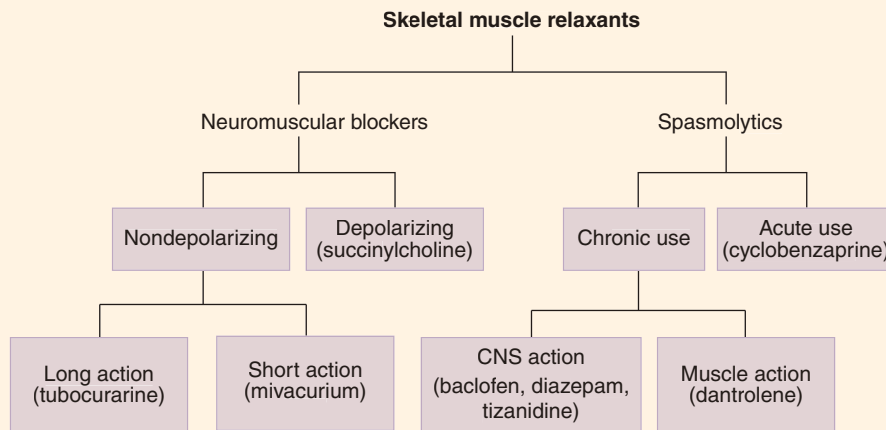 Skeletal muscle relaxants
Neuromuscular blockers
Spasmolytics
Nondepolarizing
Depolarizing
(succinylcholine)
Chronic use
Acute use
(cyclobenzaprine)
Long action
(tubocurarine)
Short action
(mivacurium)
CNS action
(baclofen, diazepam,
tizanidine)
Muscle action
(dantrolene)